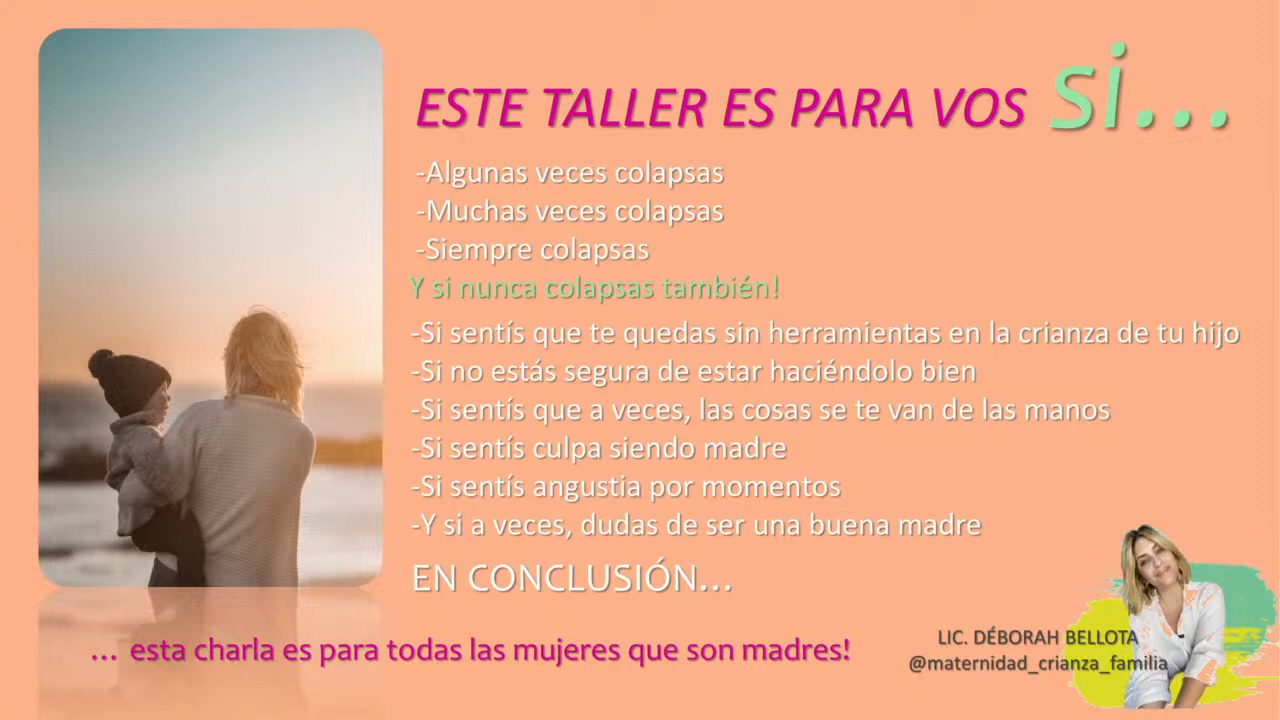 ESTE TALLER ES PARA VOS si...
-Algunas veces colapsas
-Muchas veces colapsas
-Siempre colapsas
Y si nunca colapsas también!
-Si sentís que te quedas sin herramientas en la crianza de tu hijo
-Si no estás segura de estar haciéndolo bien
-Si sentís que a veces, las cosas se te van de las manos
-Si sentís culpa siendo madre
-Si sentís angustia por momentos
-Y si a veces, dudas de ser una buena madre
EN CONCLUSIÓN...
... esta charla es para todas las mujeres que son madres!
LIC. DÉBORAH BELLOTA
@maternidad_crianza_familia